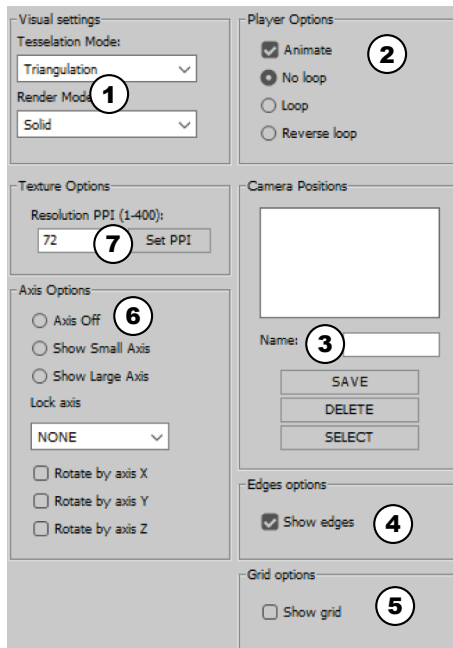 Visual settings
Tesselation Mode:
Triangulation
Render Mode
1
Solid
Player Options
Animate
2
No loop
Loop
Reverse loop
Texture Options
Resolution PPI (1-400):
72
7
Set PPI
Camera Positions
Name:
3
SAVE
DELETE
SELECT
Axis Options
Axis Off
6
Show Small Axis
Show Large Axis
Lock axis
NONE
Rotate by axis X
Rotate by axis Y
Rotate by axis Z
Edges options
Show edges
4
Grid options
Show grid
5